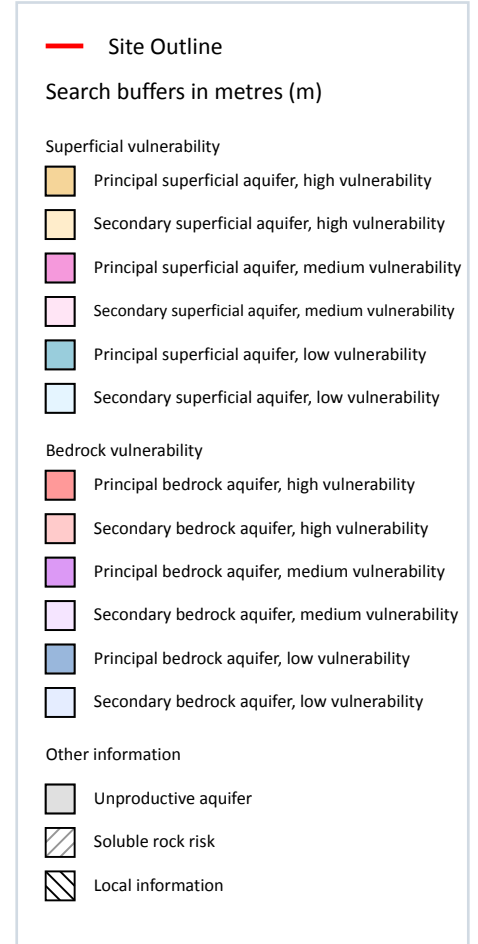 Site Outline
Search buffers in metres (m)
Superficial vulnerability
Principal superficial aquifer, high vulnerability
Secondary superficial aquifer, high vulnerability
Principal superficial aquifer, medium vulnerability
Secondary superficial aquifer, medium vulnerability
Principal superficial aquifer, low vulnerability
Secondary superficial aquifer, low vulnerability
Bedrock vulnerability
Principal bedrock aquifer, high vulnerability
Secondary bedrock aquifer, high vulnerability
Principal bedrock aquifer, medium vulnerability
Secondary bedrock aquifer, medium vulnerability
Principal bedrock aquifer, low vulnerability
Secondary bedrock aquifer, low vulnerability
Other information
Unproductive aquifer
Soluble rock risk
Local information